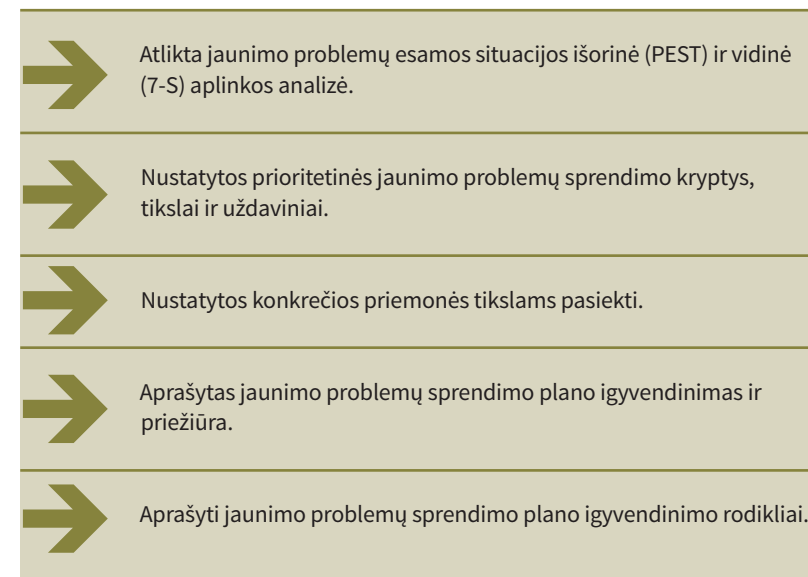 Atlikta jaunimo problemų esamos situacijos išorinė (PEST) ir vidinė
(7-S) aplinkos analizė.
Nustatytos prioritetinės jaunimo problemų sprendimo kryptys,
tikslai ir uždaviniai.
Nustatytos konkrečios priemonės tikslams pasiekti.
Aprašytas jaunimo problemų sprendimo plano igyvendinimas ir
priežiūra.
Aprašyti jaunimo problemų sprendimo plano igyvendinimo rodikliai.